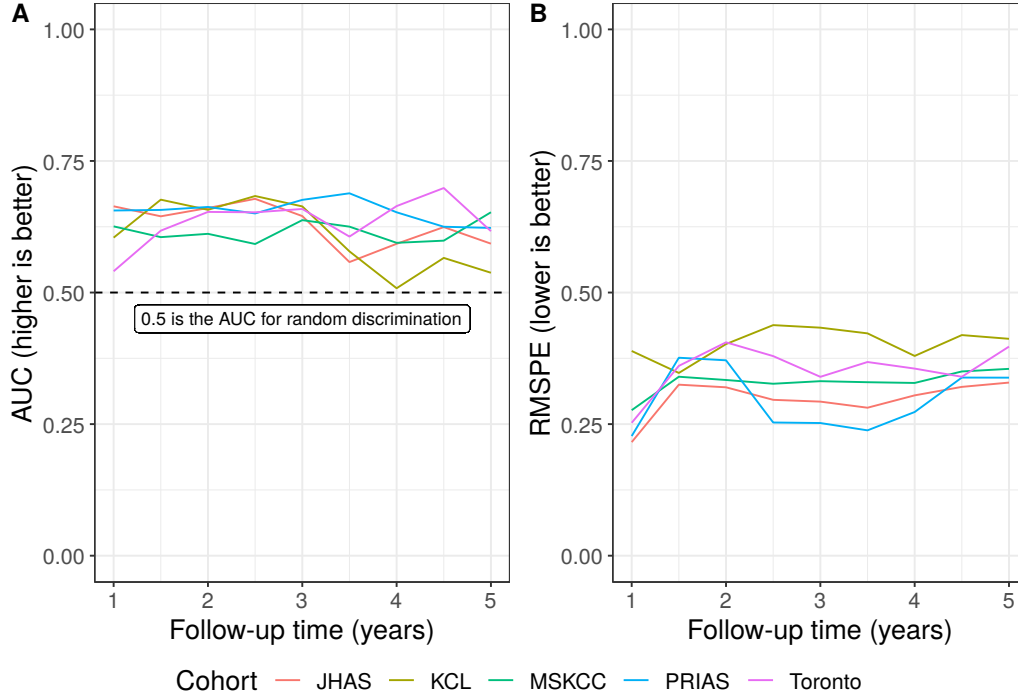 A
AUC (higher is better)
1.00
0.75
0.50
0.25
0.00
0.5 is the AUC for random discrimination
1 2 3 4 5
Follow-up time (years)
B
RMSPE (lower is better)
1.00
0.75
0.50
0.25
0.00
1 2 3 4 5
Follow-up time (years)
Cohort JHAS KCL MSKCC PRIAS Toronto